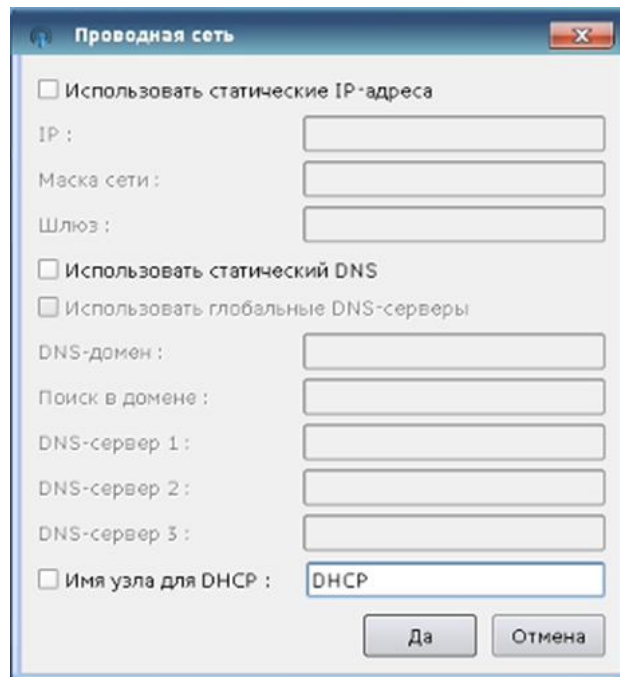 Проводная сеть
Использовать статические IP-адреса
IP :
Маска сети :
Шлюз :
Использовать статический DNS
Использовать глобальные DNS-серверы
DNS-домен :
Поиск в домене :
DNS-сервер 1 :
DNS-сервер 2 :
DNS-сервер 3 :
Имя узла для DHCP : DHCP
Да Отмена